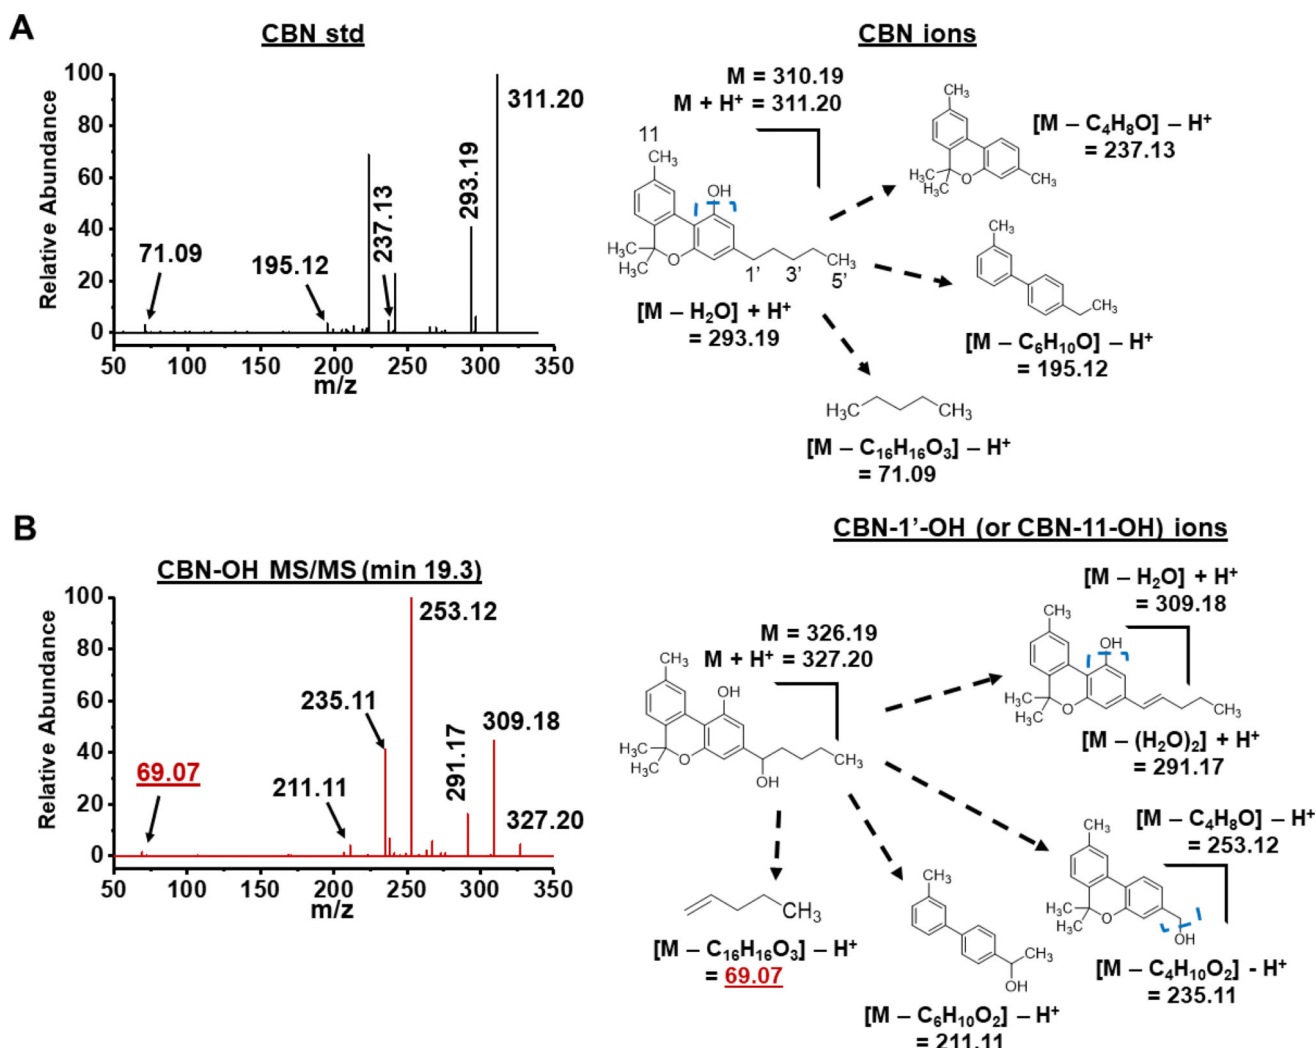 A
CBN std
CBN ions
Relative Abundance
100
80
60
40
20
0
50 100 150 200 250 300 350
m/z
71.09
195.12
237.13
293.19
311.20
M = 310.19
M + H⁺ = 311.20
11
CH₃
OH
H₃C
H₃C
O
1' 3' 5'
CH₃
[M – H₂O] + H⁺
= 293.19
CH₃
H₃C
H₃C
O
CH₃
[M – C₄H₈O] – H⁺
= 237.13
CH₃
CH₃
[M – C₆H₁₀O] – H⁺
= 195.12
H₃C CH₃
[M – C₁₆H₁₆O₃] – H⁺
= 71.09
B
CBN-1’-OH (or CBN-11-OH) ions
CBN-OH MS/MS (min 19.3)
Relative Abundance
100
80
60
40
20
0
50 100 150 200 250 300 350
m/z
69.07
211.11
235.11
253.12
291.17
309.18
327.20
M = 326.19
M + H⁺ = 327.20
CH₃
OH
H₃C
H₃C
O
OH
CH₃
[M – H₂O] + H⁺
= 309.18
CH₃
OH
H₃C
H₃C
O
CH₃
[M – (H₂O)₂] + H⁺
= 291.17
[M – C₄H₈O] – H⁺
= 253.12
CH₃
H₃C
H₃C
O
OH
[M – C₄H₁₀O₂] - H⁺
= 235.11
CH₃
[M – C₁₆H₁₆O₃] – H⁺
= 69.07
CH₃
CH₃
OH
[M – C₆H₁₀O₂] – H⁺
= 211.11